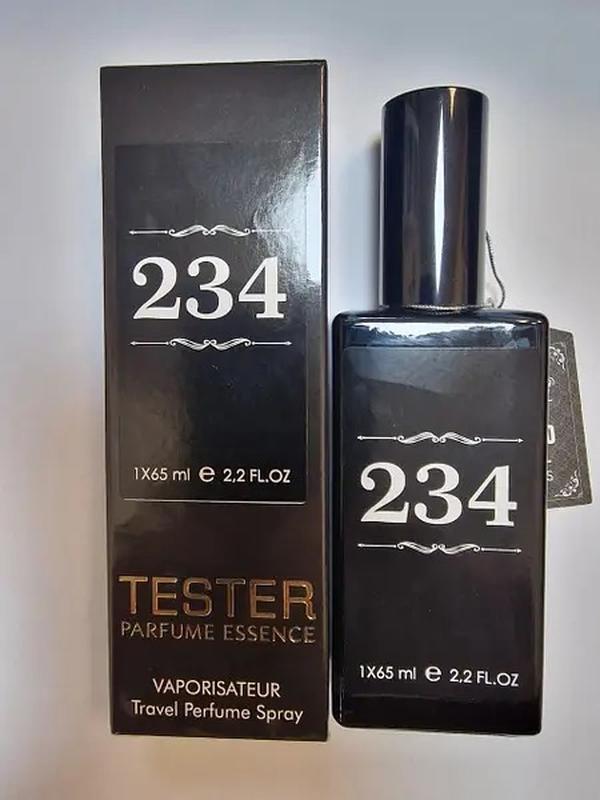 234
1X65 ml e 2,2 FL.OZ
TESTER
PARFUME ESSENCE
VAPORISATEUR
Travel Perfume Spray
234
1X65 ml e 2,2 FL.OZ